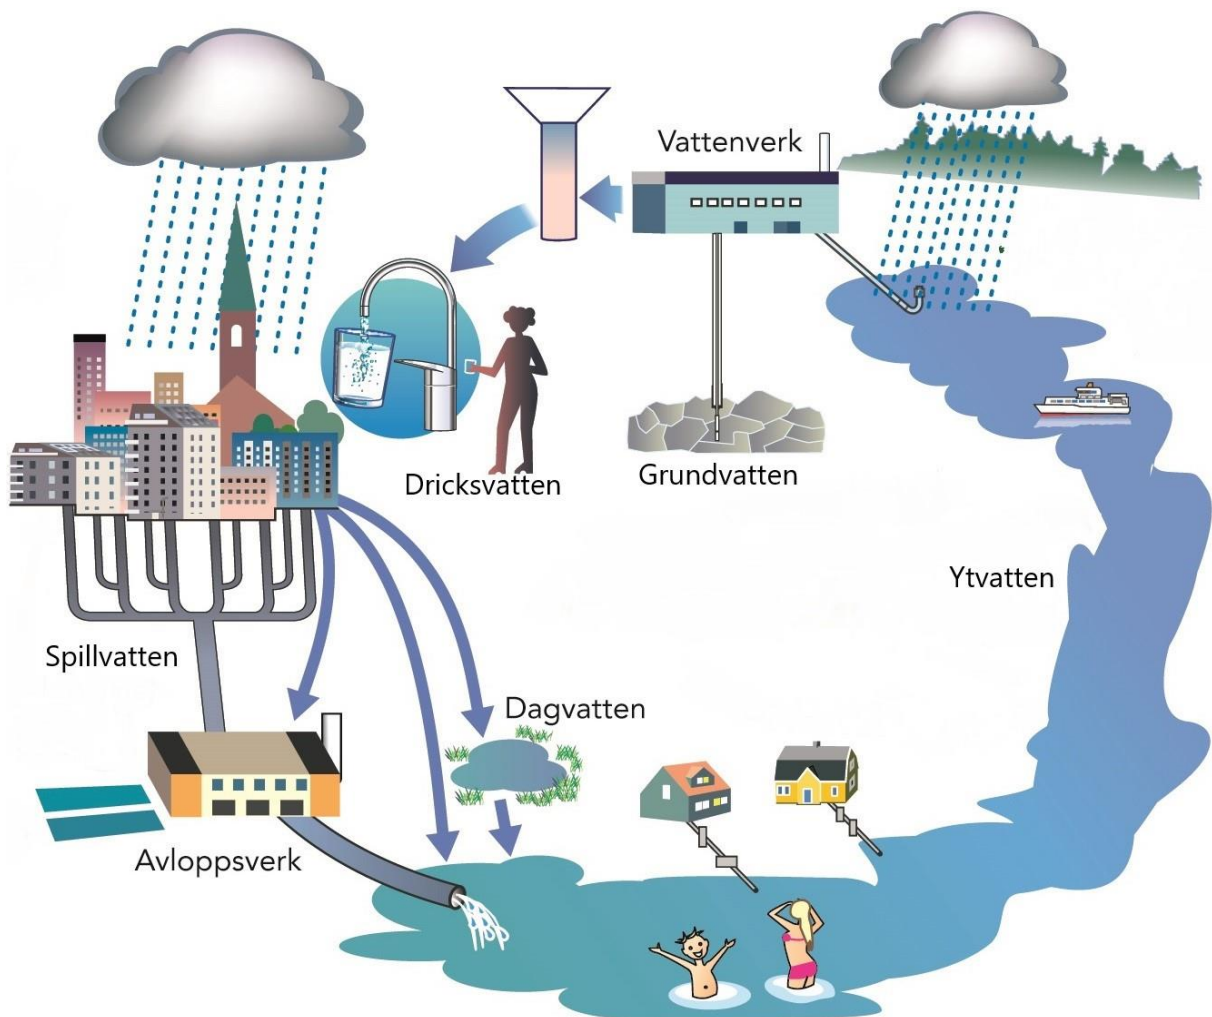 Vattenverk
Dricksvatten
Grundvatten
Ytvatten
Spillvatten
Dagvatten
Avloppsverk